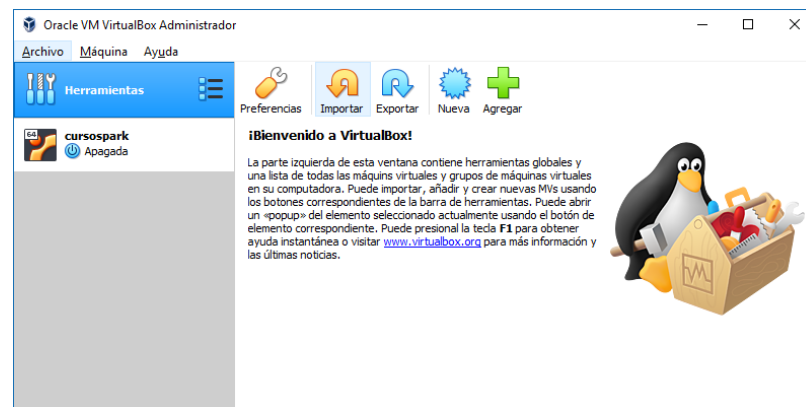 Oracle VM VirtualBox Administrador
Archivo Máquina Ayuda
Herramientas
Preferencias Importar Exportar Nueva Agregar
64
cursospark
Apagada
¡Bienvenido a VirtualBox!
La parte izquierda de esta ventana contiene herramientas globales y
una lista de todas las máquins virtuales y grupos de máquinas virtuales
en su computadora. Puede importar, añadir y crear nuevas MVs usando
los botones correspondientes de la barra de herramientas. Puede abrir
un «popup» del elemento seleccionado actualmente usando el botón de
elemento correspondiente. Puede presional la tecla F1 para obtener
ayuda instantánea o visitar www.virtualbox.org para más información y
las últimas noticias.